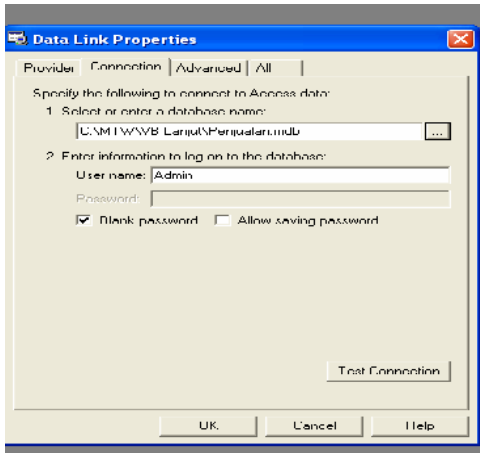 Data Link Properties
Provider Connection Advanced All
Specify the following to connect to Access data:
1. Select or enter a database name:
C:\MTW\VB Lanjut\Penjualan.mdb ...
2. Enter information to log on to the database:
User name: Admin
Password:
Blank password Allow saving password
Test Connection
OK Cancel Help